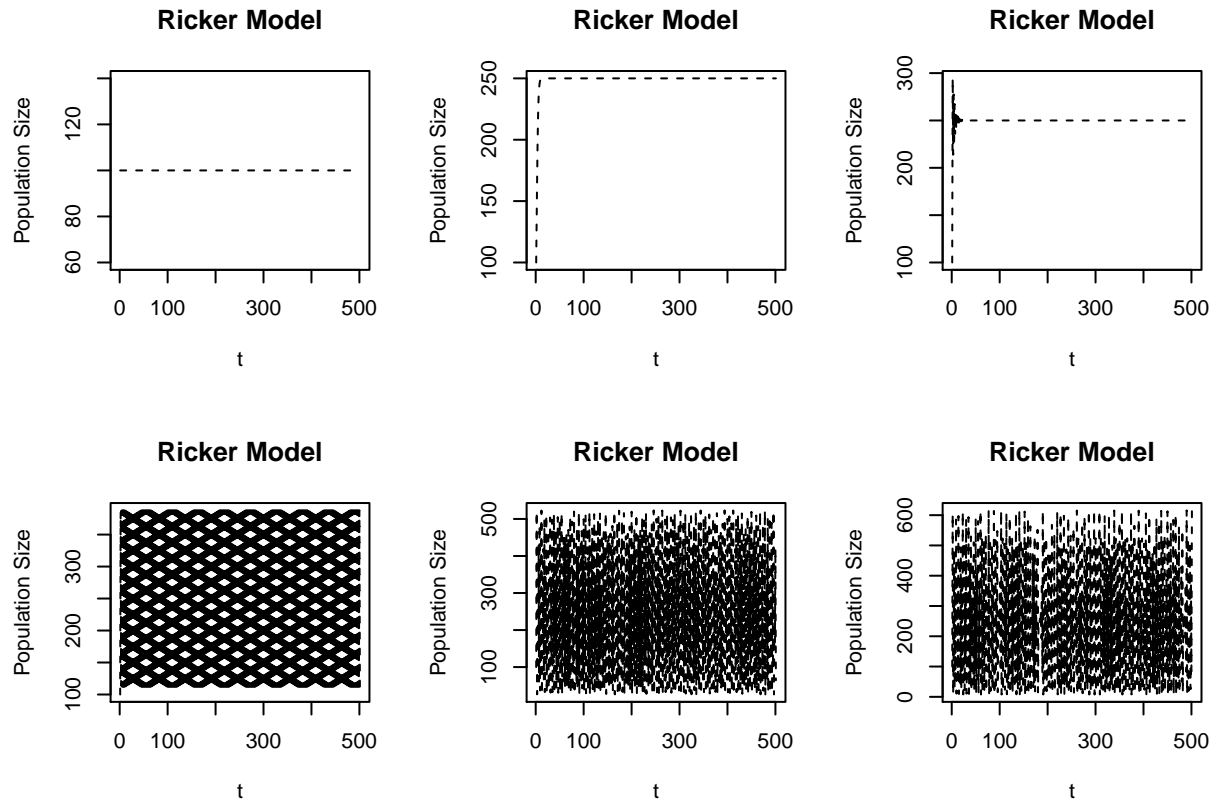 Ricker Model Ricker Model Ricker Model
Population Size
60 80 120
0 100 300 500
t
Population Size
100 150 200 250
0 100 300 500
t
Population Size
100 200 300
0 100 300 500
t
Ricker Model Ricker Model Ricker Model
Population Size
100 200 300
0 100 300 500
t
Population Size
100 300 500
0 100 300 500
t
Population Size
0 200 400 600
0 100 300 500
t